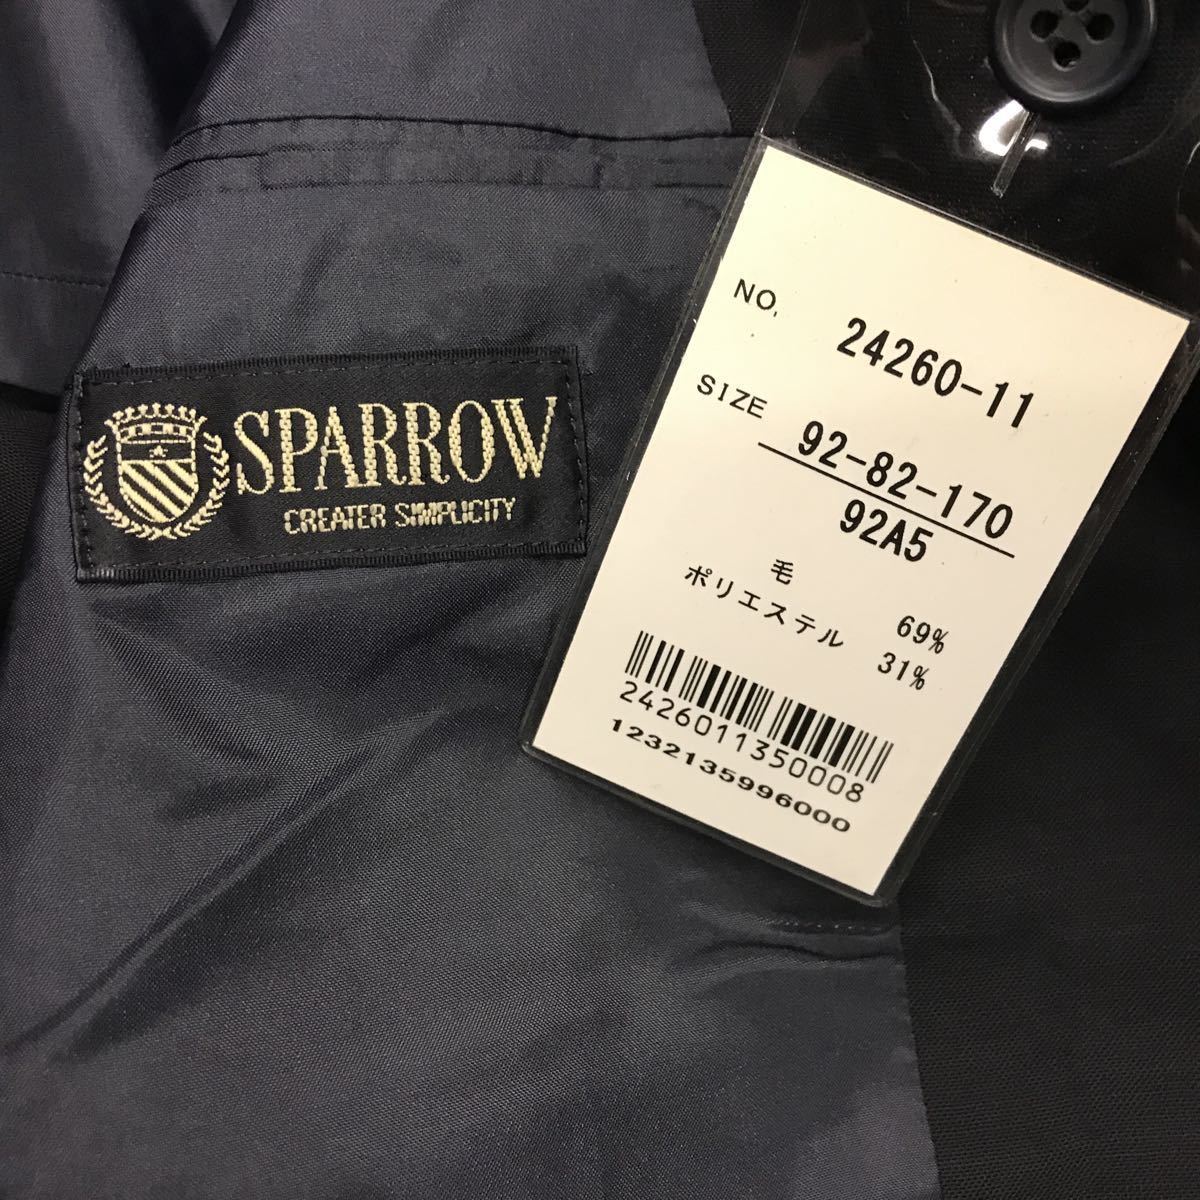 SPARROW
CREATER SIMPLICITY
NO. 24260-11
SIZE 92-82-170
92A5
毛 69%
ポリエステル 31%
2426011350008
1232135996000